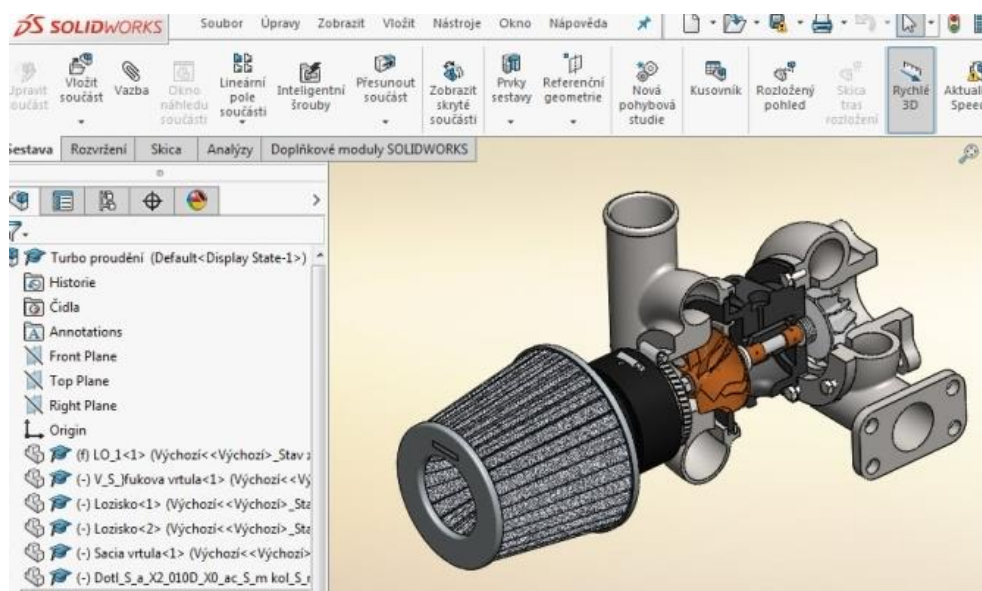 SOLIDWORKS Soubor Úpravy Zobrazit Vložit Nástroje Okno Nápověda
Upravit součást
Vložit součást
Vazba
Okno náhledu součásti
Lineární pole součásti
Inteligentní šrouby
Přesunout součást
Zobrazit skryté součásti
Prvky sestavy
Referenční geometrie
Nová pohybová studie
Kusovník
Rozložený pohled
Skica tras rozložení
Rychlé 3D
Sestava Rozvržení Skica Analýzy Doplňkové moduly SOLIDWORKS
Turbo proudění (Default<Display State-1>)
Historie
Čidla
Annotations
Front Plane
Top Plane
Right Plane
Origin
(f) LO_1<1> (Výchozí<<Výchozí>_Stav
(-) V_S_)fukova vrtula<1> (Výchozí<<Vý
(-) Lozisko<1> (Výchozí<<Výchozí>_Sta
(-) Lozisko<2> (Výchozí<<Výchozí>_Sta
(-) Sacia vrtula<1> (Výchozí<<Výchozí>
(-) Dotl_S_a_X2_010D_X0_ac_S_m kol_S_